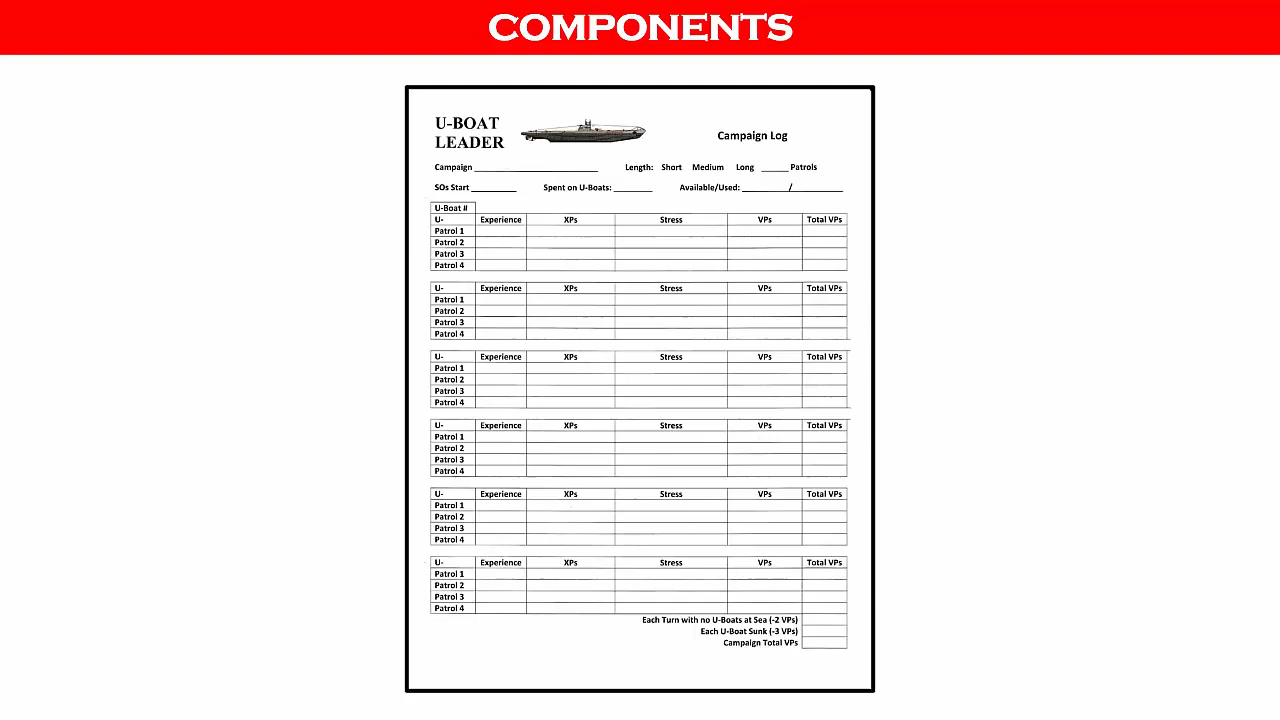 COMPONENTS
U-BOAT
LEADER
Campaign Log
Campaign ____________ Length: Short Medium Long _____ Patrols
SOs Start ________ Spent on U-Boats: _______ Available/Used: ________/_________
U-Boat #
U- Experience XPs Stress VPs Total VPs
Patrol 1
Patrol 2
Patrol 3
Patrol 4
U- Experience XPs Stress VPs Total VPs
Patrol 1
Patrol 2
Patrol 3
Patrol 4
U- Experience XPs Stress VPs Total VPs
Patrol 1
Patrol 2
Patrol 3
Patrol 4
U- Experience XPs Stress VPs Total VPs
Patrol 1
Patrol 2
Patrol 3
Patrol 4
U- Experience XPs Stress VPs Total VPs
Patrol 1
Patrol 2
Patrol 3
Patrol 4
U- Experience XPs Stress VPs Total VPs
Patrol 1
Patrol 2
Patrol 3
Patrol 4
Each Turn with no U-Boats at Sea (-2 VPs)
Each U-Boat Sunk (-3 VPs)
Campaign Total VPs